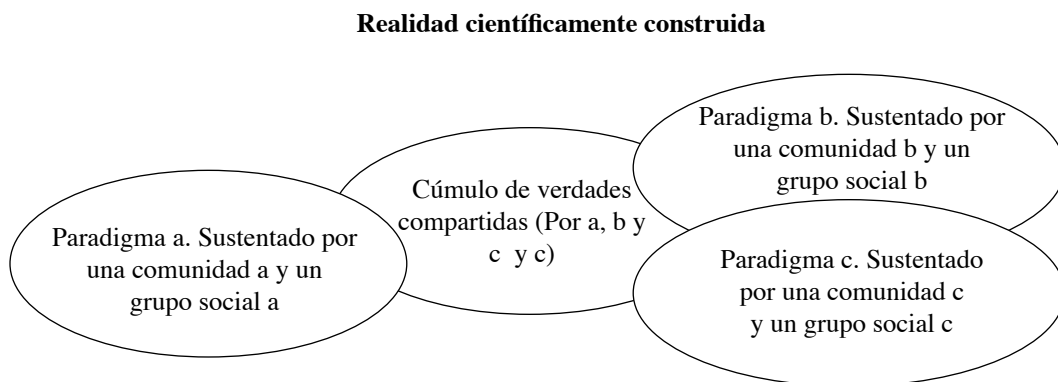 Realidad científicamente construida
Paradigma b. Sustentado por
una comunidad b y un
grupo social b
Cúmulo de verdades
compartidas (Por a, b y
c  y c)
Paradigma a. Sustentado por
una comunidad a y un
grupo social a
Paradigma c. Sustentado
por una comunidad c
y un grupo social c